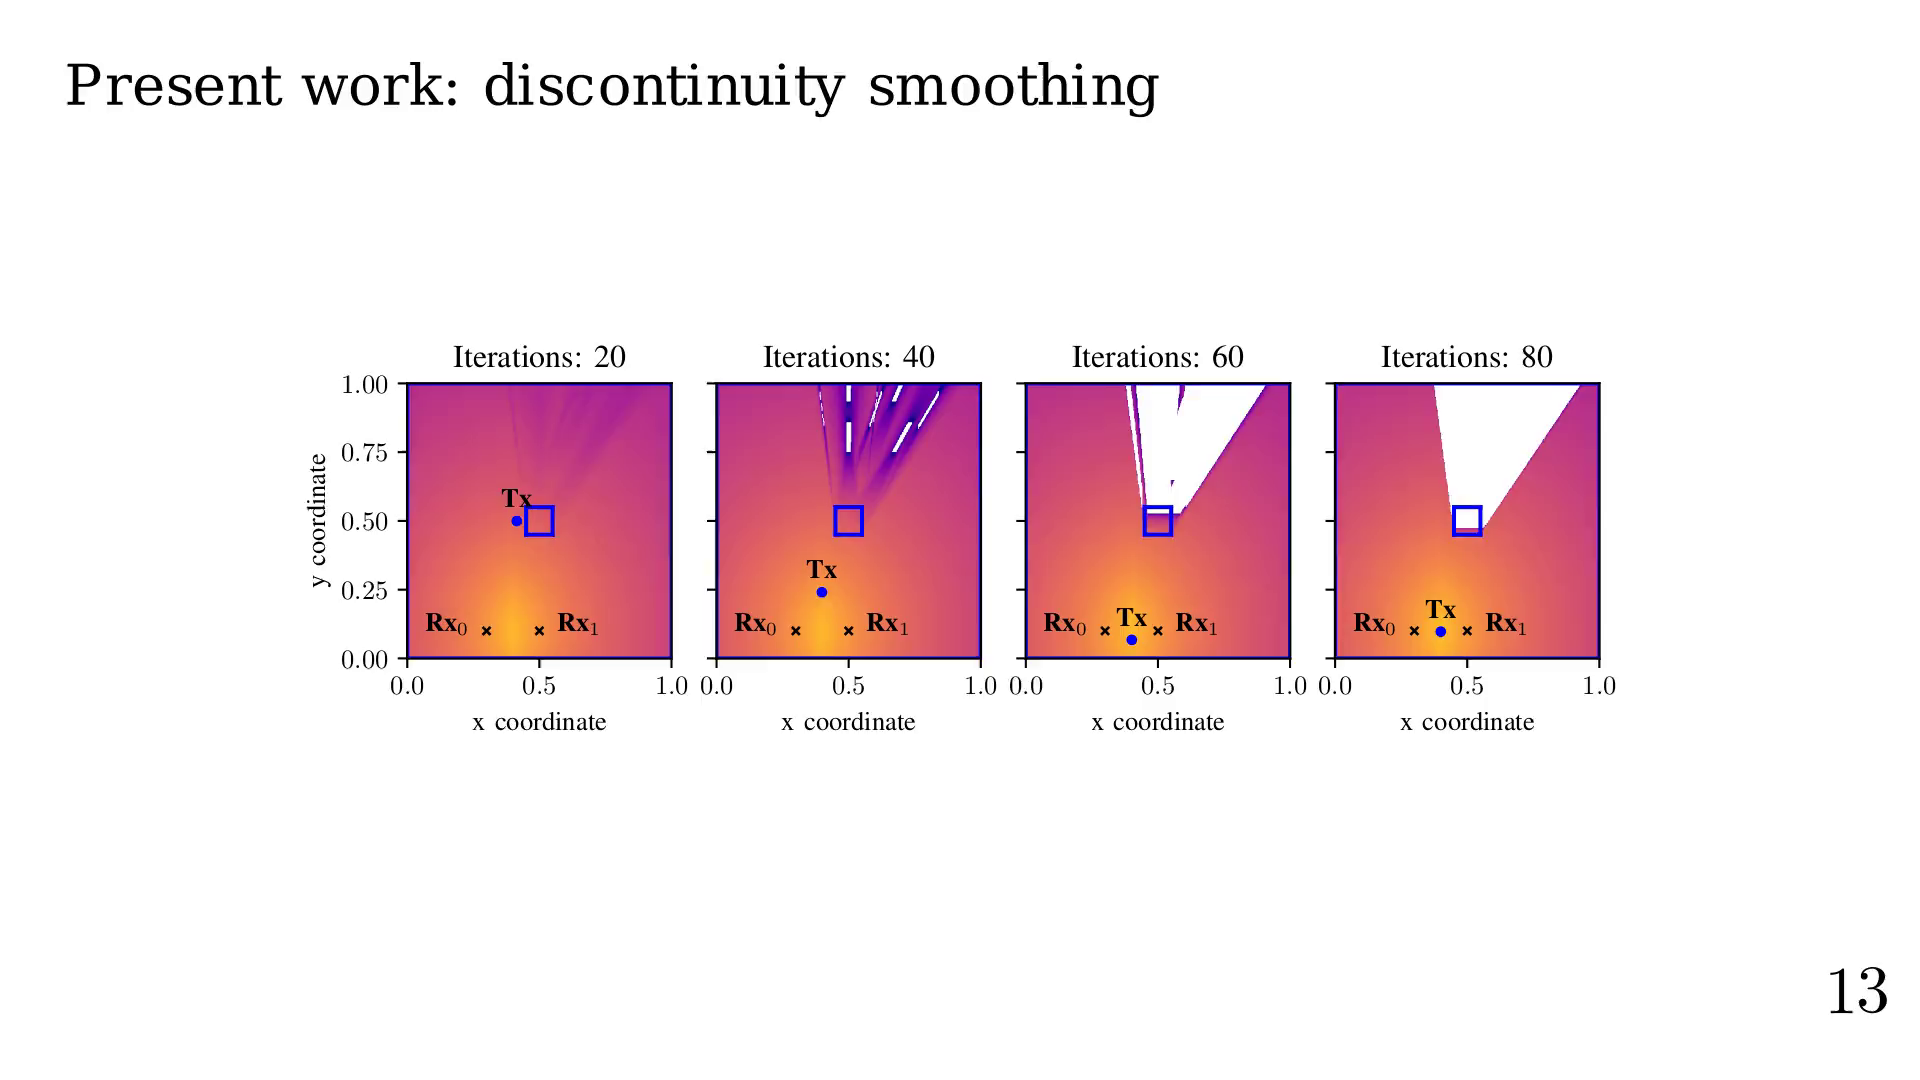 Present work: discontinuity smoothing
Iterations: 20
Iterations: 40
Iterations: 60
Iterations: 80
y coordinate
1.00
0.75
0.50
0.25
0.00
Tx
Rx₀
Rx₁
0.0
0.5
1.0
x coordinate
Tx
Rx₀
Rx₁
0.0
0.5
1.0
x coordinate
Tx
Rx₀
Rx₁
0.0
0.5
1.0
x coordinate
Tx
Rx₀
Rx₁
0.0
0.5
1.0
x coordinate
13